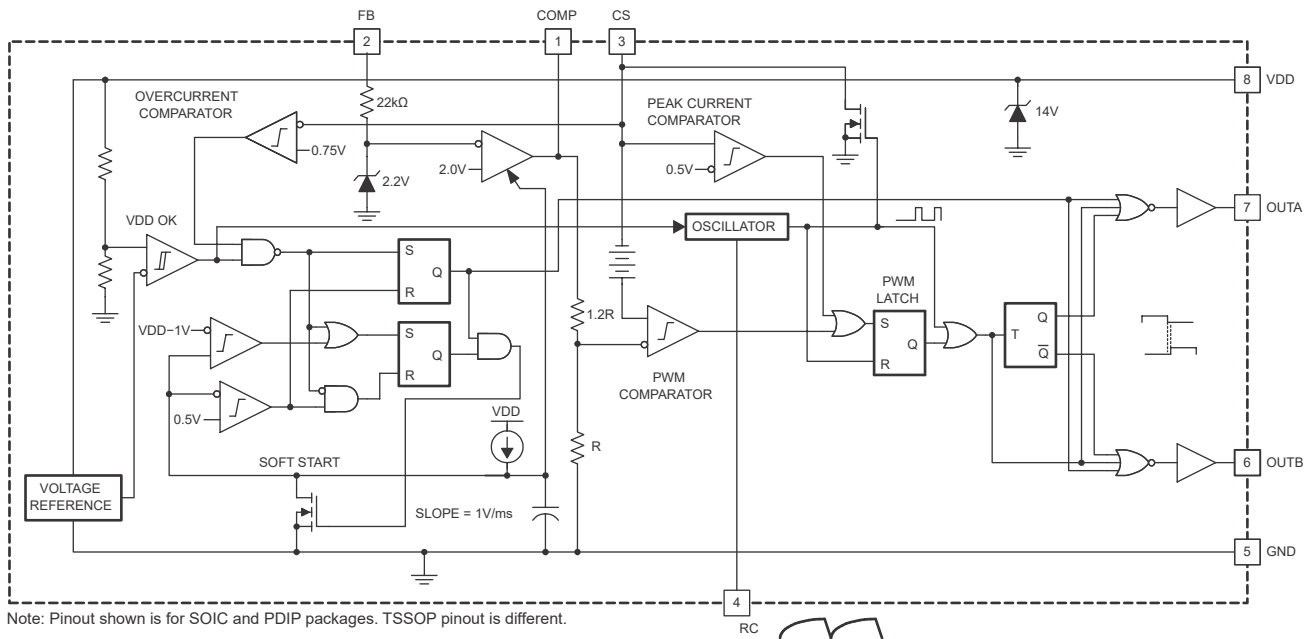 FB
COMP
CS
2
1
3
8
VDD
OVERCURRENT
COMPARATOR
22kΩ
PEAK CURRENT
COMPARATOR
14V
0.75V
2.0V
0.5V
2.2V
VDD OK
7
OUTA
OSCILLATOR
S
Q
R
PWM
LATCH
VDD−1V
1.2R
S
Q
R
S
Q
R
T
Q
Q̅
PWM
COMPARATOR
0.5V
VDD
R
SOFT START
6
OUTB
VOLTAGE
REFERENCE
SLOPE = 1V/ms
5
GND
4
RC
Note: Pinout shown is for SOIC and PDIP packages. TSSOP pinout is different.